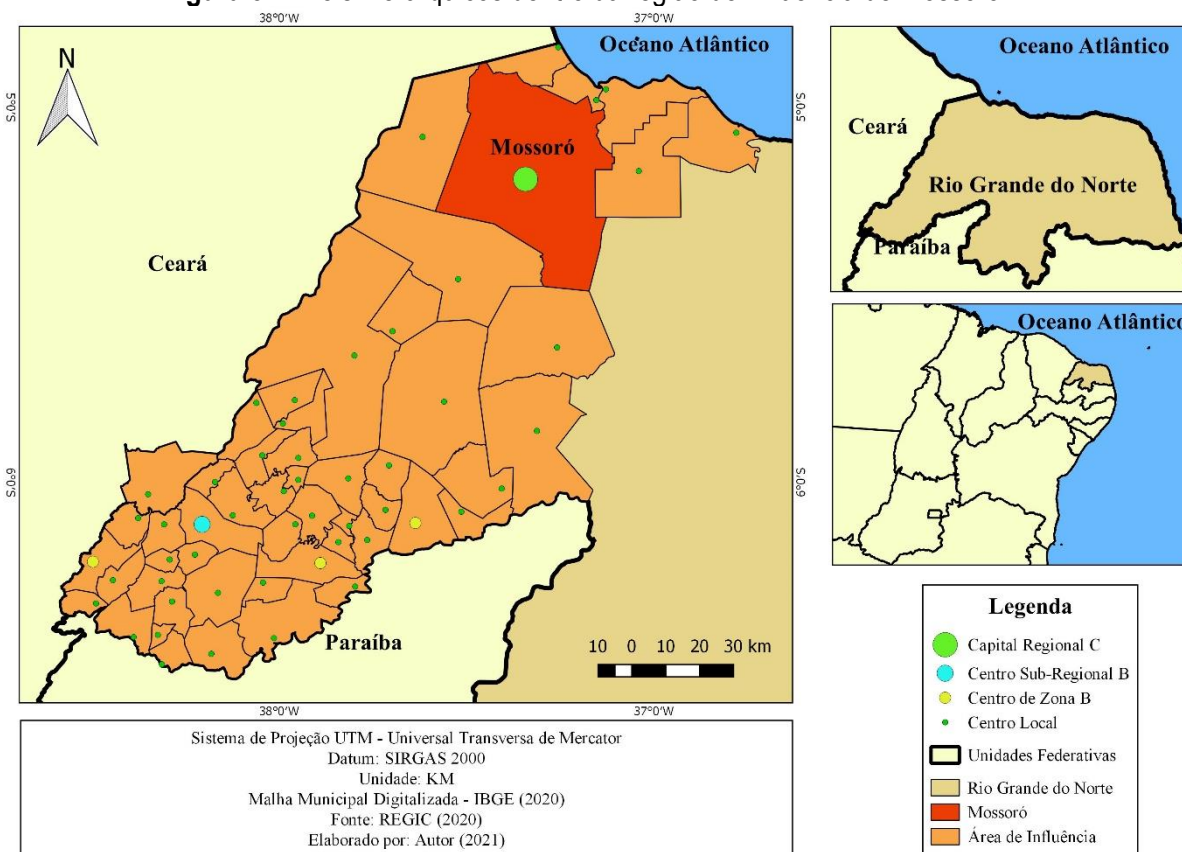 38°0'W
37°0'W
N
5°0'S
5°0'S
6°0'S
6°0'S
Oceano Atlântico
Mossoró
Ceará
Paraíba
10 0 10 20 30 km
38°0'W
37°0'W
Sistema de Projeção UTM - Universal Transversa de Mercator
Datum: SIRGAS 2000
Unidade: KM
Malha Municipal Digitalizada - IBGE (2020)
Fonte: REGIC (2020)
Elaborado por: Autor (2021)
Oceano Atlântico
Ceará
Rio Grande do Norte
Paraíba
Oceano Atlântico
Legenda
Capital Regional C
Centro Sub-Regional B
Centro de Zona B
Centro Local
Unidades Federativas
Rio Grande do Norte
Mossoró
Área de Influência